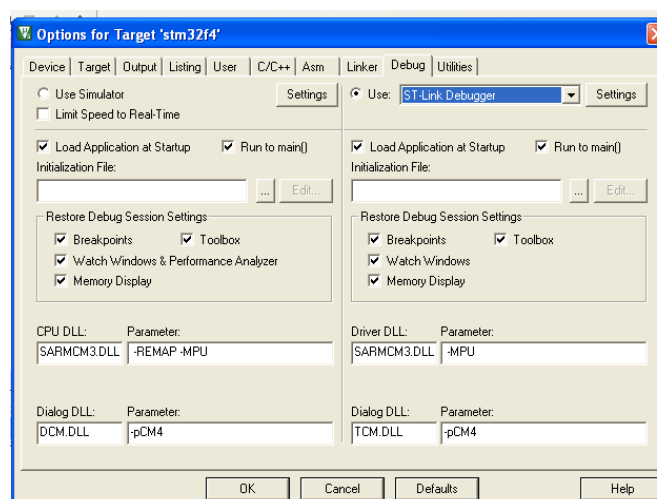 Options for Target 'stm32f4'
Device Target Output Listing User C/C++ Asm Linker Debug Utilities
Use Simulator Settings
Limit Speed to Real-Time
Use: ST-Link Debugger Settings
Load Application at Startup Run to main()
Initialization File:
... Edit...
Load Application at Startup Run to main()
Initialization File:
... Edit...
Restore Debug Session Settings
Breakpoints Toolbox
Watch Windows & Performance Analyzer
Memory Display
Restore Debug Session Settings
Breakpoints Toolbox
Watch Windows
Memory Display
CPU DLL: Parameter:
SARMCM3.DLL -REMAP -MPU
Driver DLL: Parameter:
SARMCM3.DLL -MPU
Dialog DLL: Parameter:
DCM.DLL -pCM4
Dialog DLL: Parameter:
TCM.DLL -pCM4
OK Cancel Defaults Help